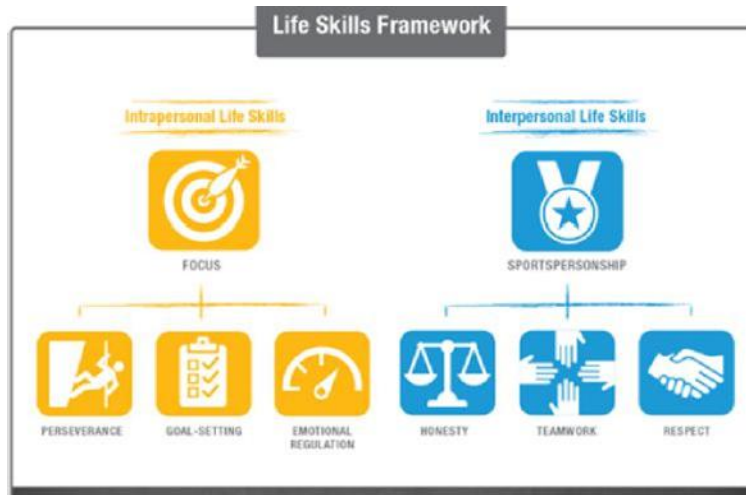 Life Skills Framework
Intrapersonal Life Skills
Interpersonal Life Skills
FOCUS
SPORTSPERSONSHIP
PERSEVERANCE
GOAL-SETTING
EMOTIONAL
REGULATION
HONESTY
TEAMWORK
RESPECT